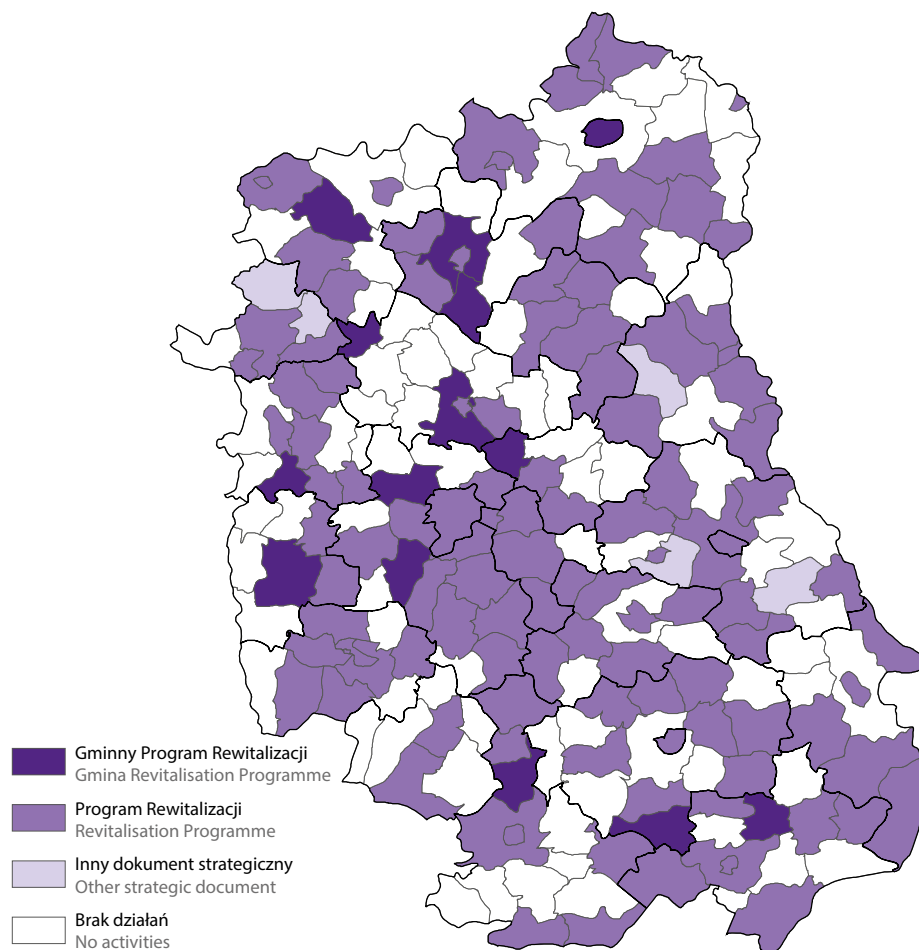 Gminny Program Rewitalizacji
Gmina Revitalisation Programme
Program Rewitalizacji
Revitalisation Programme
Inny dokument strategiczny
Other strategic document
Brak działań
No activities